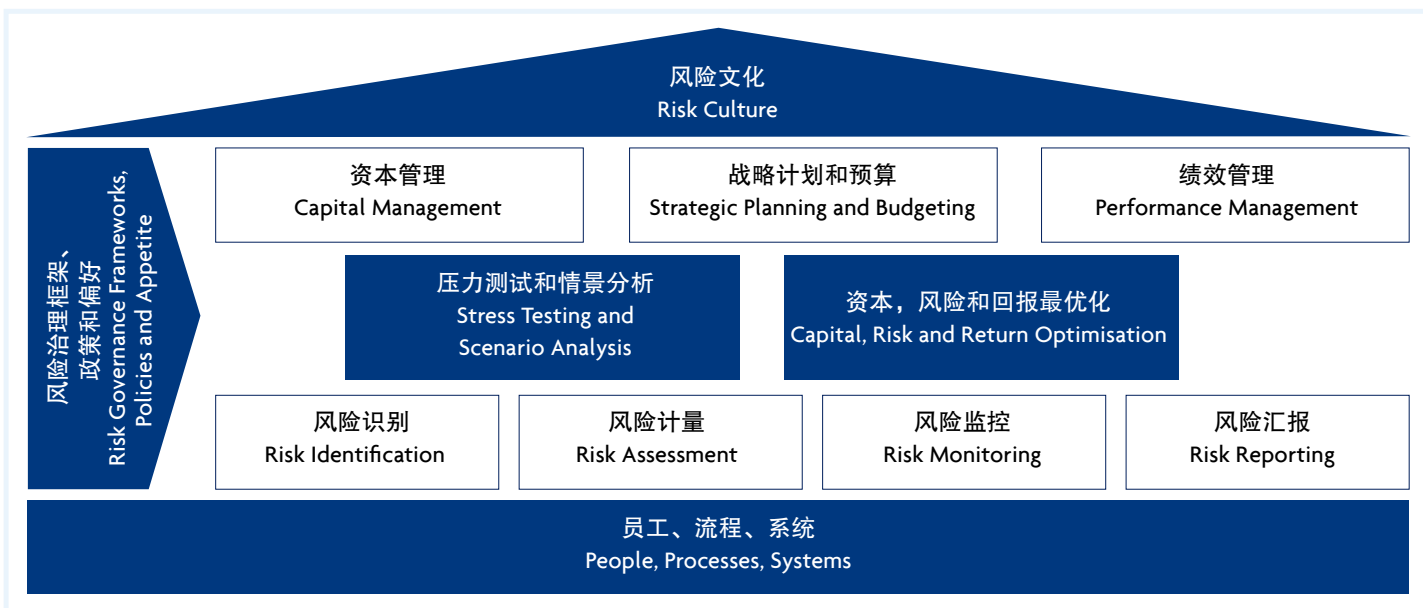 风险文化
Risk Culture
风险治理框架、
政策和偏好
Risk Governance Frameworks,
Policies and Appetite
资本管理
Capital Management
战略计划和预算
Strategic Planning and Budgeting
绩效管理
Performance Management
压力测试和情景分析
Stress Testing and
Scenario Analysis
资本，风险和回报最优化
Capital, Risk and Return Optimisation
风险识别
Risk Identification
风险计量
Risk Assessment
风险监控
Risk Monitoring
风险汇报
Risk Reporting
员工、流程、系统
People, Processes, Systems